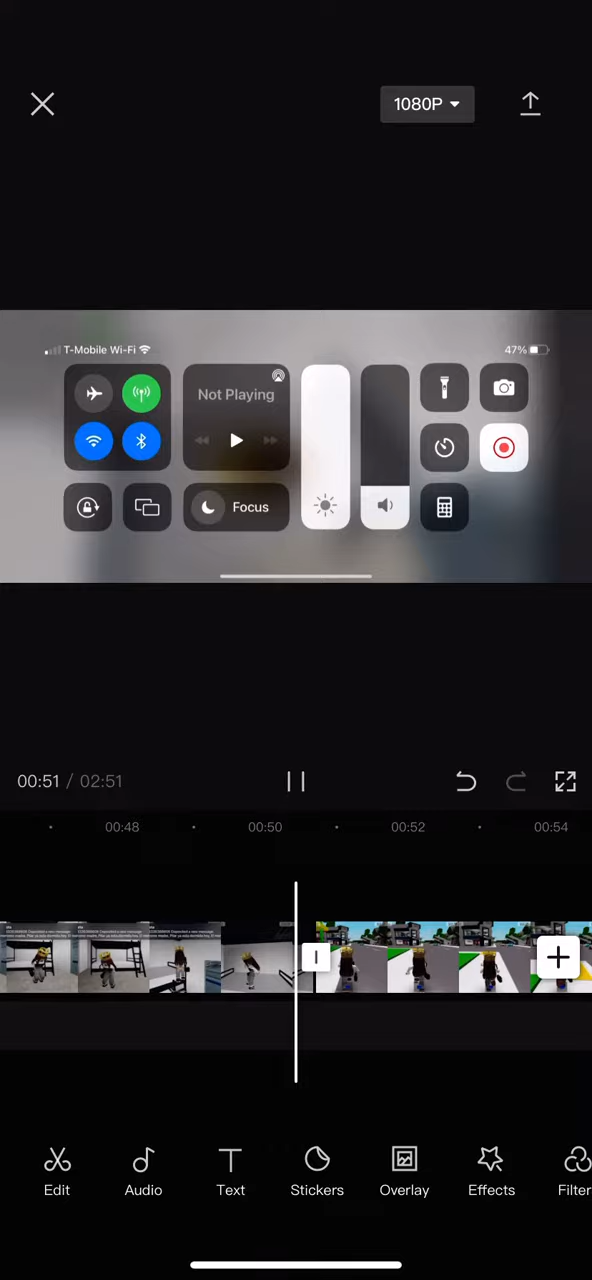 1080P
T-Mobile Wi-Fi
47%
Not Playing
Focus
00:51 / 02:51
00:48
00:50
00:52
00:54
Edit
Audio
Text
Stickers
Overlay
Effects
Filter